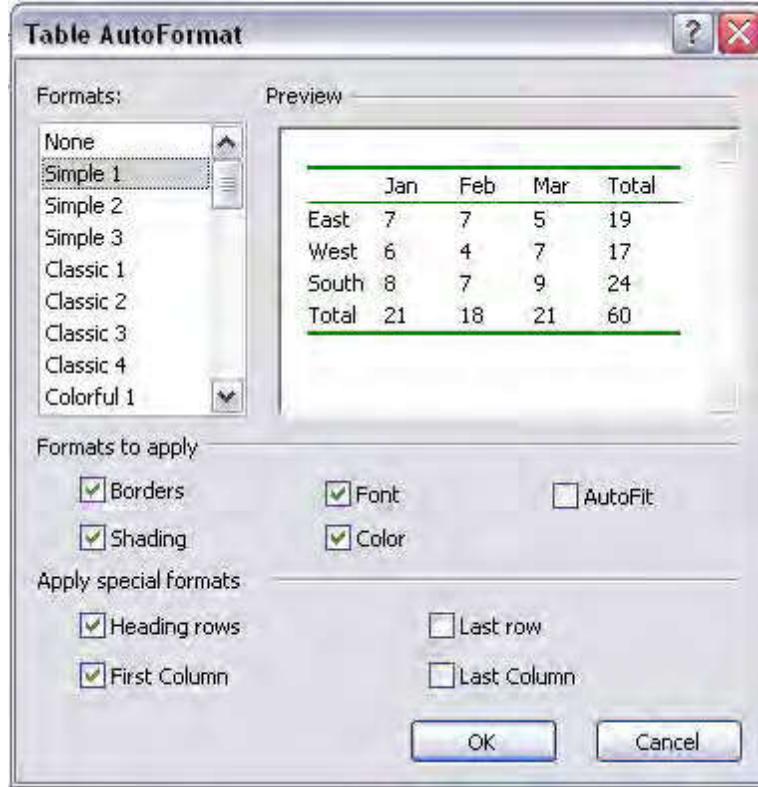 Table AutoFormat
Formats:
Preview
None
Simple 1
Simple 2
Simple 3
Classic 1
Classic 2
Classic 3
Classic 4
Colorful 1
Jan Feb Mar Total
East 7 7 5 19
West 6 4 7 17
South 8 7 9 24
Total 21 18 21 60
Formats to apply
Borders Font AutoFit
Shading Color
Apply special formats
Heading rows Last row
First Column Last Column
OK Cancel